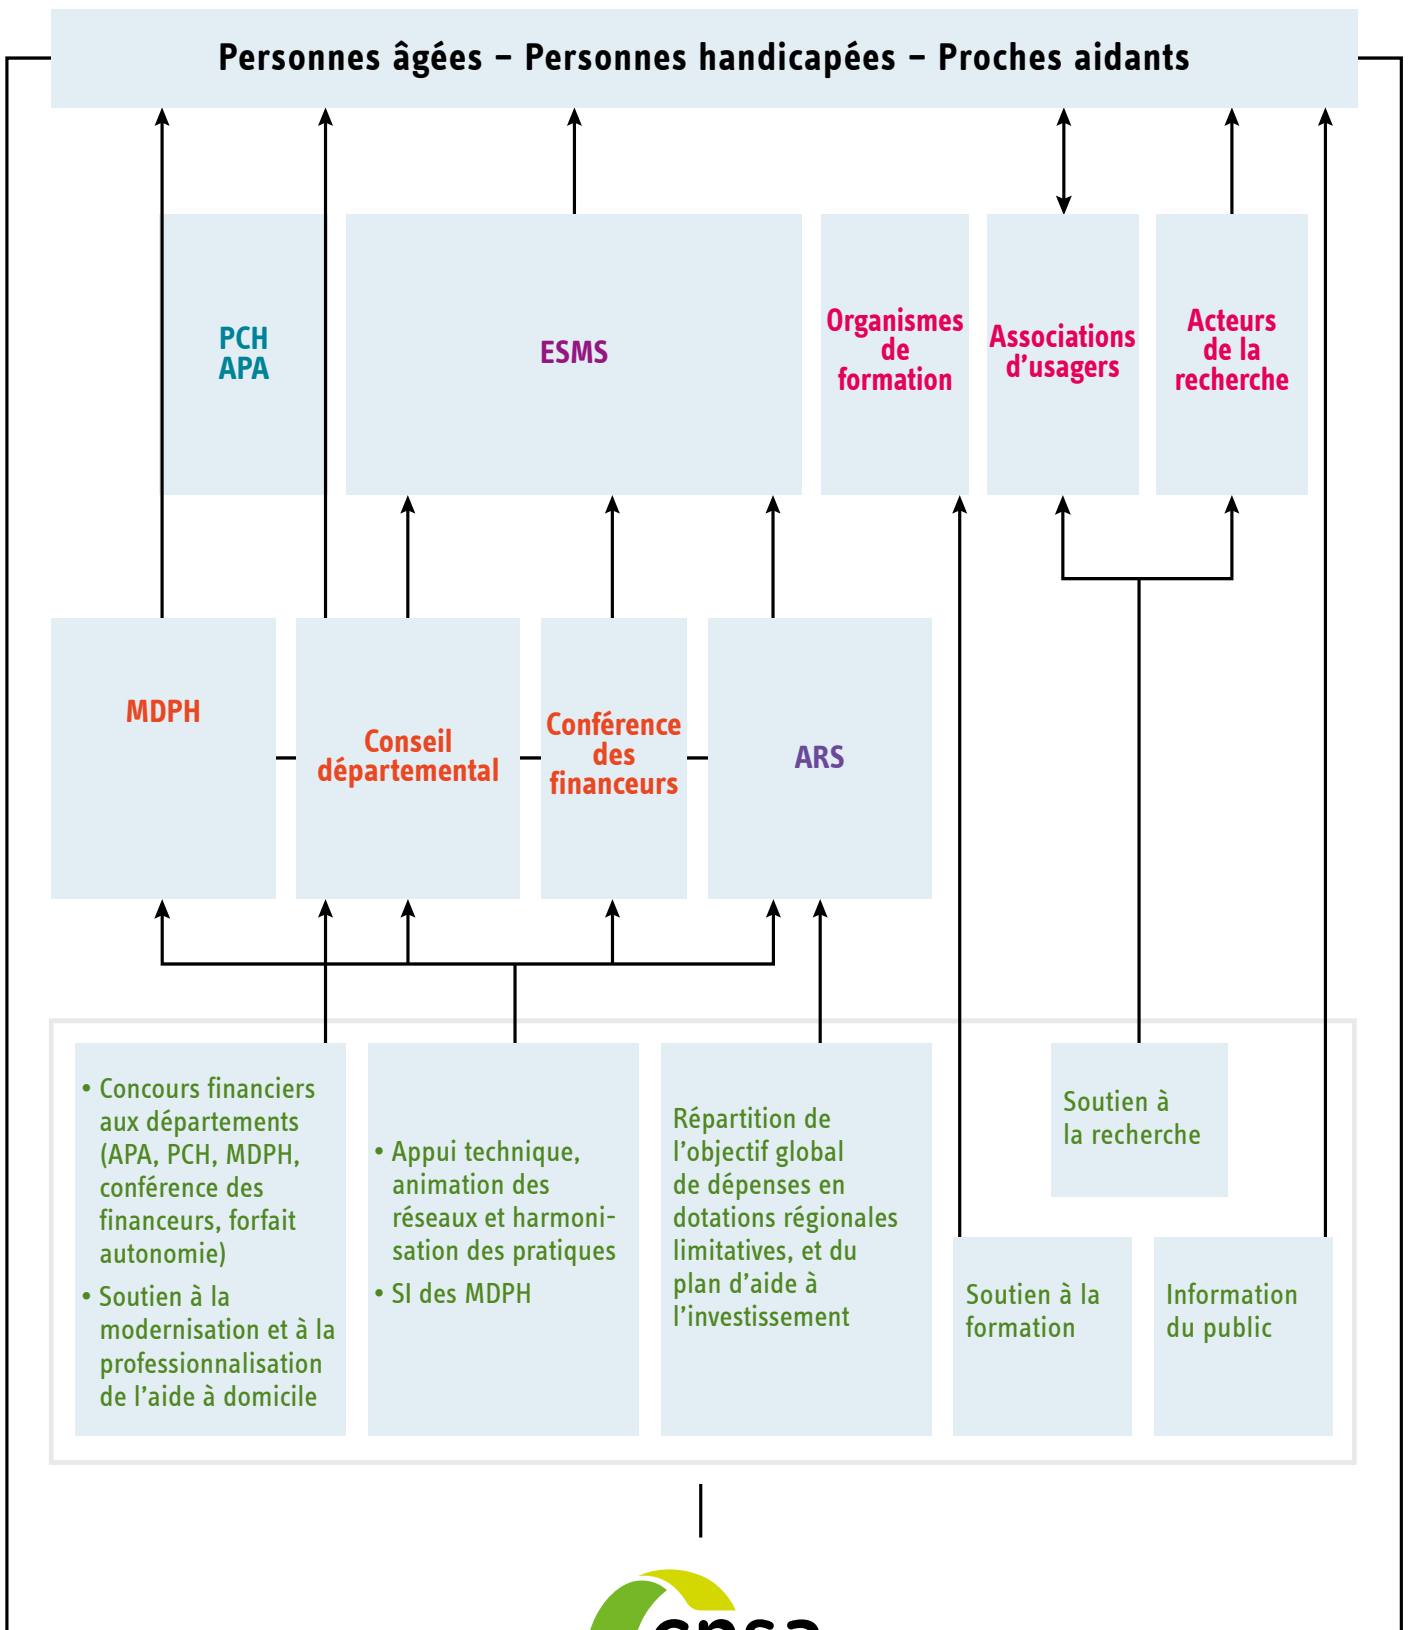 Personnes âgées – Personnes handicapées – Proches aidants
PCH
APA
ESMS
Organismes
de
formation
Associations
d’usagers
Acteurs
de la
recherche
MDPH
Conseil
départemental
Conférence
des
financeurs
ARS
• Concours financiers
aux départements
(APA, PCH, MDPH,
conférence des
financeurs, forfait
autonomie)
• Soutien à la
modernisation et à la
professionnalisation
de l’aide à domicile
• Appui technique,
animation des
réseaux et harmoni-
sation des pratiques
• SI des MDPH
Répartition de
l’objectif global
de dépenses en
dotations régionales
limitatives, et du
plan d’aide à
l’investissement
Soutien à
la recherche
Soutien à la
formation
Information
du public
cnsa